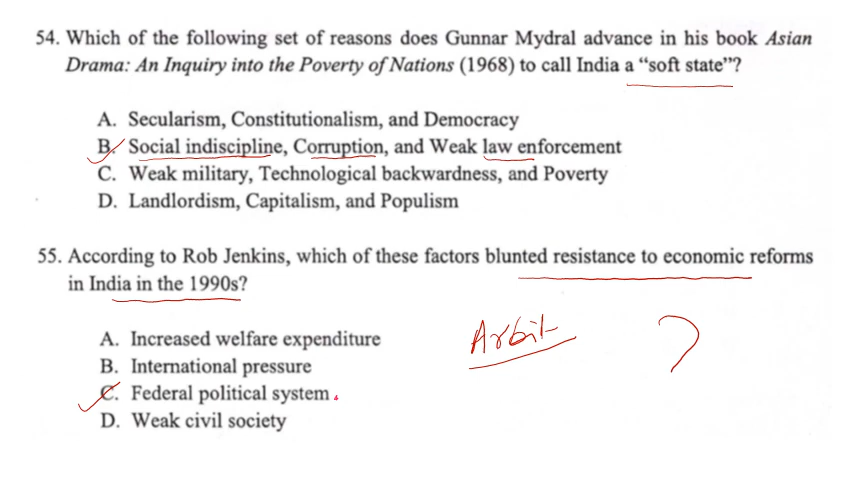 54. Which of the following set of reasons does Gunnar Mydral advance in his book Asian
Drama: An Inquiry into the Poverty of Nations (1968) to call India a “soft state”?
A. Secularism, Constitutionalism, and Democracy
B. Social indiscipline, Corruption, and Weak law enforcement
C. Weak military, Technological backwardness, and Poverty
D. Landlordism, Capitalism, and Populism
55. According to Rob Jenkins, which of these factors blunted resistance to economic reforms
in India in the 1990s?
A. Increased welfare expenditure
B. International pressure
C. Federal political system
D. Weak civil society